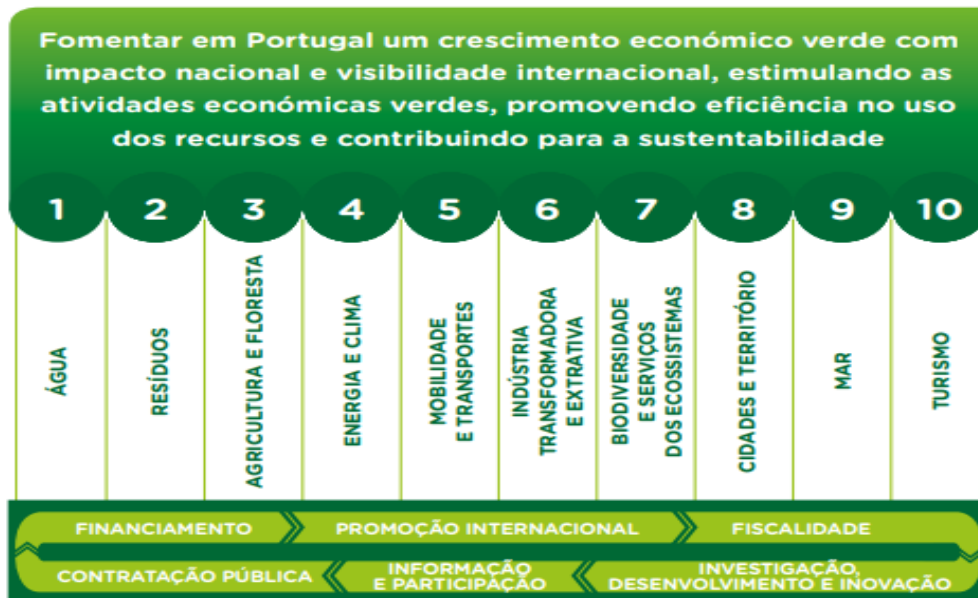 Fomentar em Portugal um crescimento económico verde com
impacto nacional e visibilidade internacional, estimulando as
atividades económicas verdes, promovendo eficiência no uso
dos recursos e contribuindo para a sustentabilidade
1
2
3
4
5
6
7
8
9
10
ÁGUA
RESÍDUOS
AGRICULTURA E FLORESTA
ENERGIA E CLIMA
MOBILIDADE
E TRANSPORTES
INDÚSTRIA
TRANSFORMADORA
E EXTRATIVA
BIODIVERSIDADE
E SERVIÇOS
DOS ECOSSISTEMAS
CIDADES E TERRITÓRIO
MAR
TURISMO
FINANCIAMENTO
PROMOÇÃO INTERNACIONAL
FISCALIDADE
CONTRATAÇÃO PÚBLICA
INFORMAÇÃO
E PARTICIPAÇÃO
INVESTIGAÇÃO,
DESENVOLVIMENTO E INOVAÇÃO